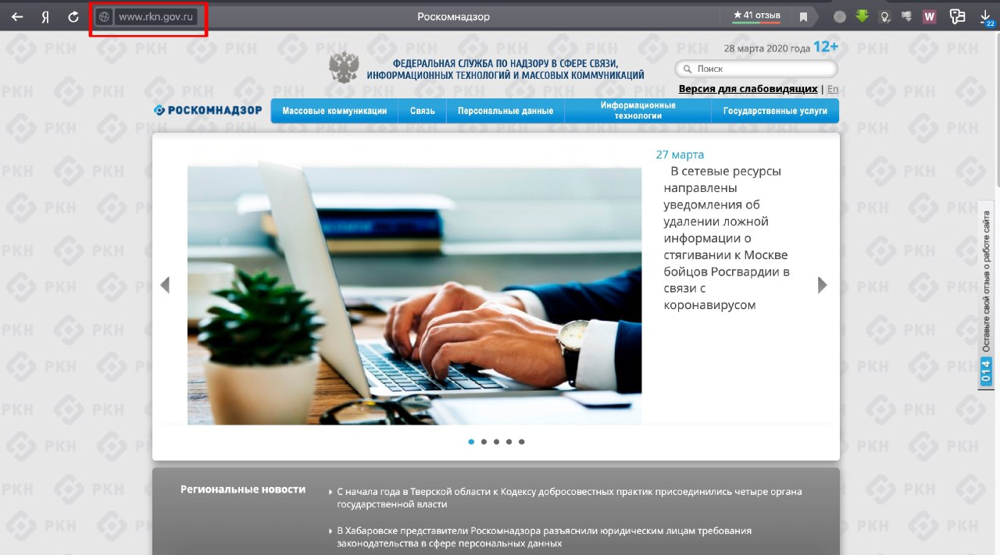 Я
www.rkn.gov.ru
Роскомнадзор
★ 41 отзыв
W
22
28 марта 2020 года 12+
ФЕДЕРАЛЬНАЯ СЛУЖБА ПО НАДЗОРУ В СФЕРЕ СВЯЗИ,
ИНФОРМАЦИОННЫХ ТЕХНОЛОГИЙ И МАССОВЫХ КОММУНИКАЦИЙ
Поиск
Версия для слабовидящих | En
РОСКОМНАДЗОР
Массовые коммуникации
Связь
Персональные данные
Информационные
технологии
Государственные услуги
27 марта
В сетевые ресурсы
направлены
уведомления об
удалении ложной
информации о
стягивании к Москве
бойцов Росгвардии в
связи с
коронавирусом
Оставьте свой отзыв о работе сайта
014
Региональные новости
С начала года в Тверской области к Кодексу добросовестных практик присоединились четыре органа
государственной власти
В Хабаровске представители Роскомнадзора разъяснили юридическим лицам требования
законодательства в сфере персональных данных
РКН